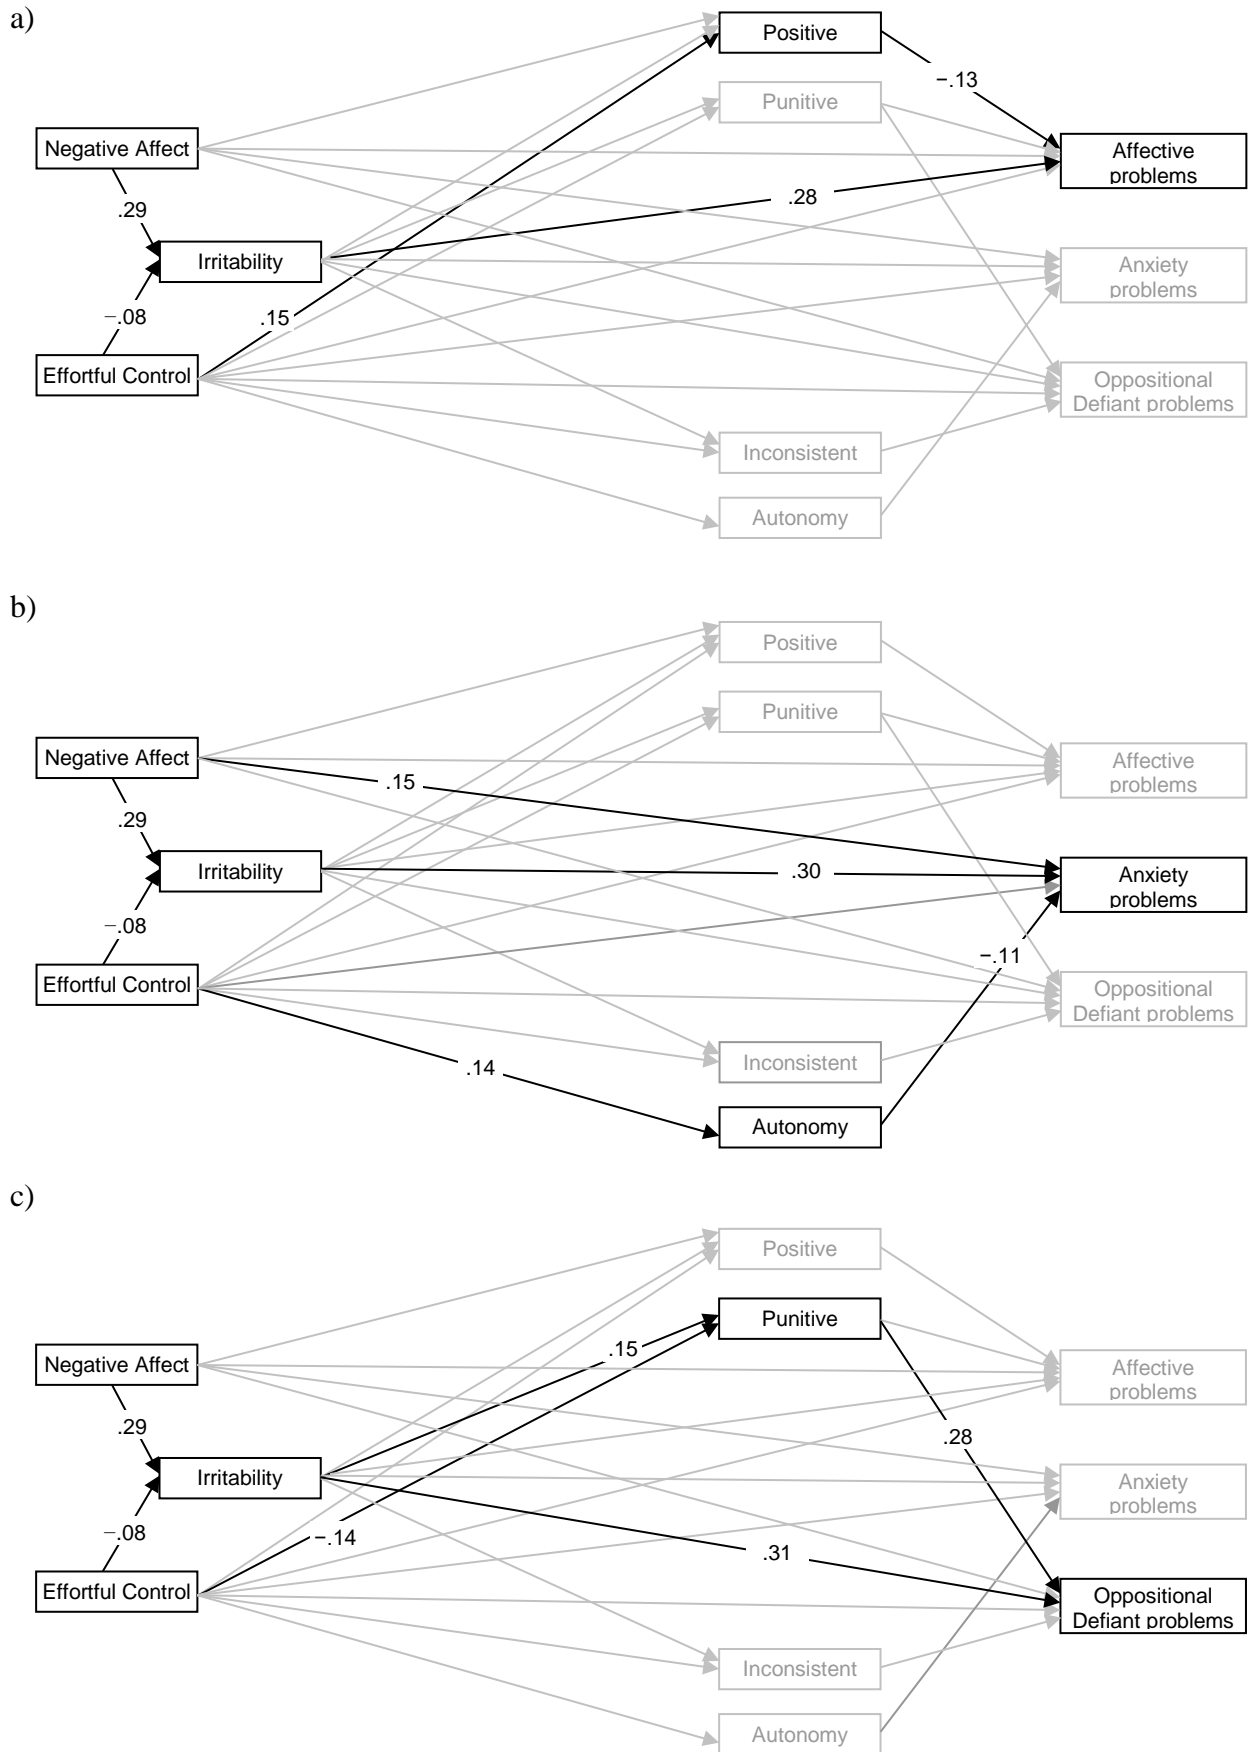 a)
Positive
−.13
Punitive
Negative Affect
Affective
problems
.29
.28
Irritability
Anxiety
problems
−.08
.15
Effortful Control
Oppositional
Defiant problems
Inconsistent
Autonomy
b)
Positive
Punitive
Negative Affect
Affective
problems
.15
.29
Irritability
.30
Anxiety
problems
−.08
−.11
Effortful Control
Oppositional
Defiant problems
Inconsistent
.14
Autonomy
c)
Positive
Punitive
.15
Negative Affect
Affective
problems
.29
.28
Irritability
Anxiety
problems
−.08
−.14
.31
Effortful Control
Oppositional
Defiant problems
Inconsistent
Autonomy